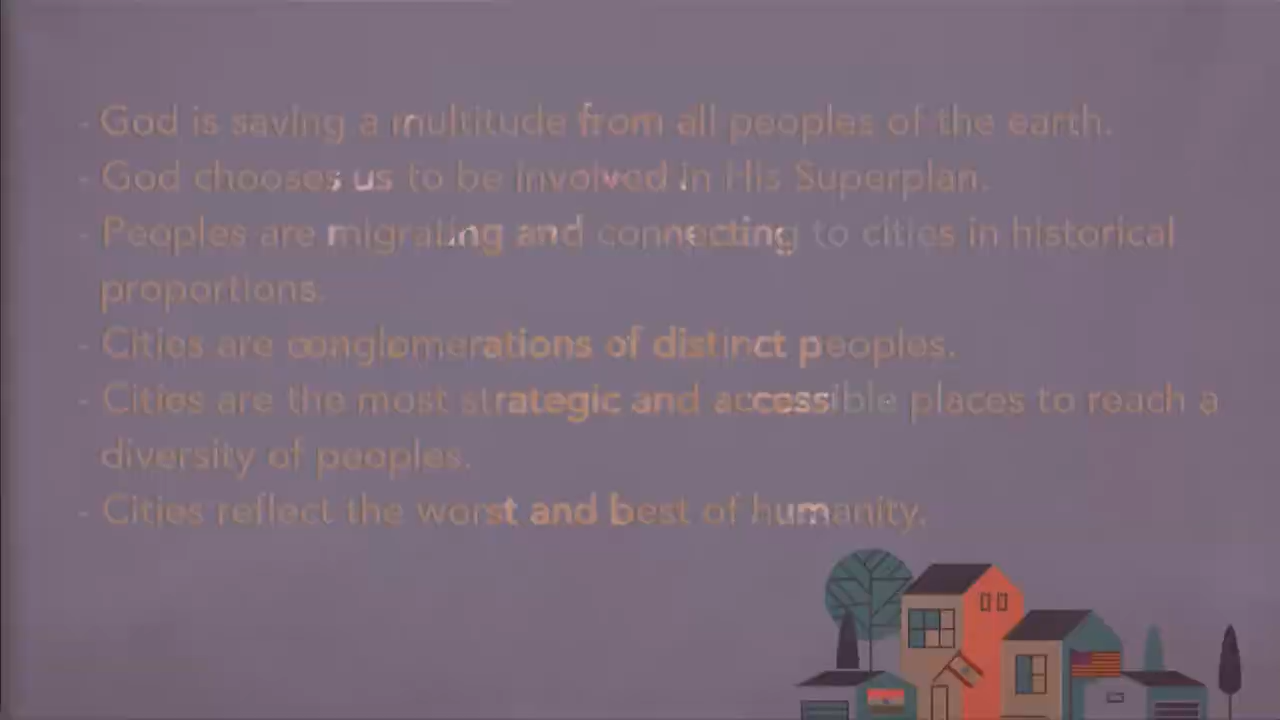 - God is saving a multitude from all peoples of the earth.
- God chooses us to be involved in His Superplan.
- Peoples are migrating and connecting to cities in historical
proportions.
- Cities are conglomerations of distinct peoples.
- Cities are the most strategic and accessible places to reach a
diversity of peoples.
- Cities reflect the worst and best of humanity.